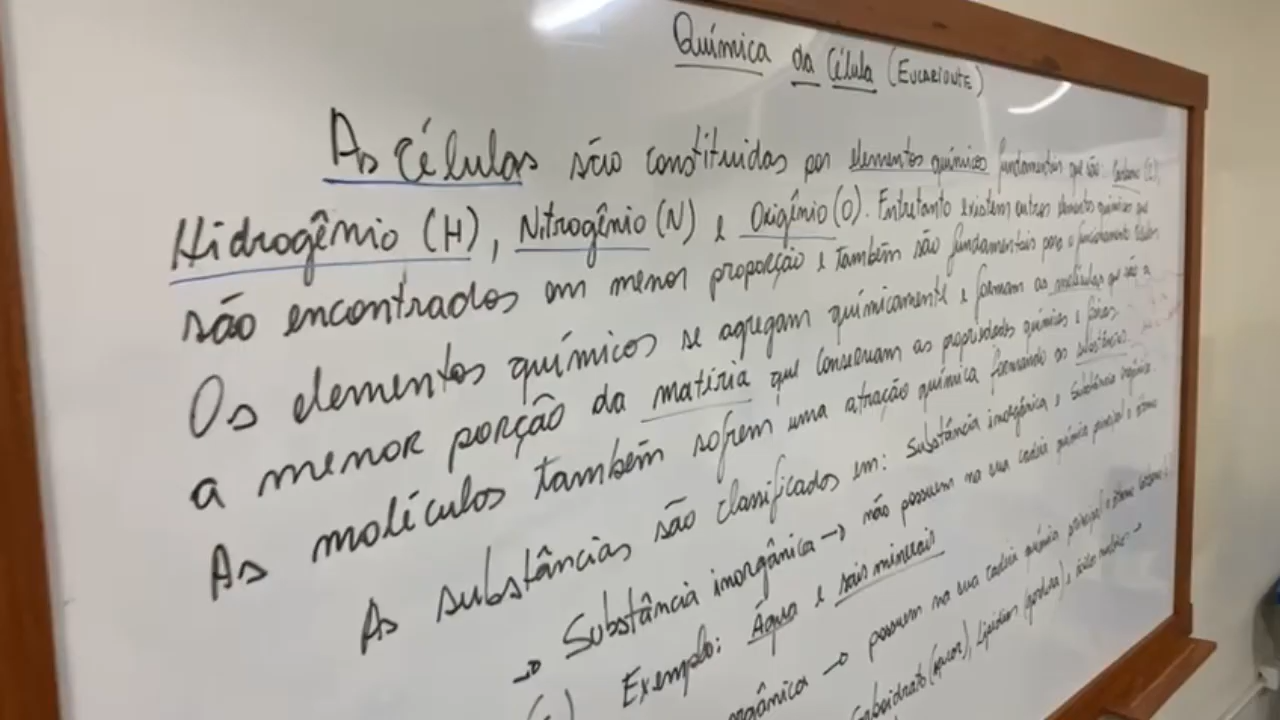 Química da Célula (EUCARIONTE)
As Células são constituidas por elementos químicos fundamentais que são: Carbono (C),
Hidrogênio (H), Nitrogênio (N) e Oxigênio (O). Entretanto existem outros elementos químicos que
são encontrados em menor proporção e também são fundamentais para o funcionamento celular
Os elementos químicos se agregam químicamente e formam as moléculas que são a
a menor porção da matéria que conservam as propriedades químicas e físicas.
As moléculas também sofrem uma atração química formando as substâncias.
As substâncias são classificados em: Substância inorgânica e Substância orgânica.
→ Substância inorgânica → não possuem na sua cadeia química principal o átomo
Exemplo: Água e sais minerais
orgânica → possuem na sua cadeia química principal o átomo carbono
Carboidrato (açucar), Lipídios (gordura), e ácidos nucléicos →